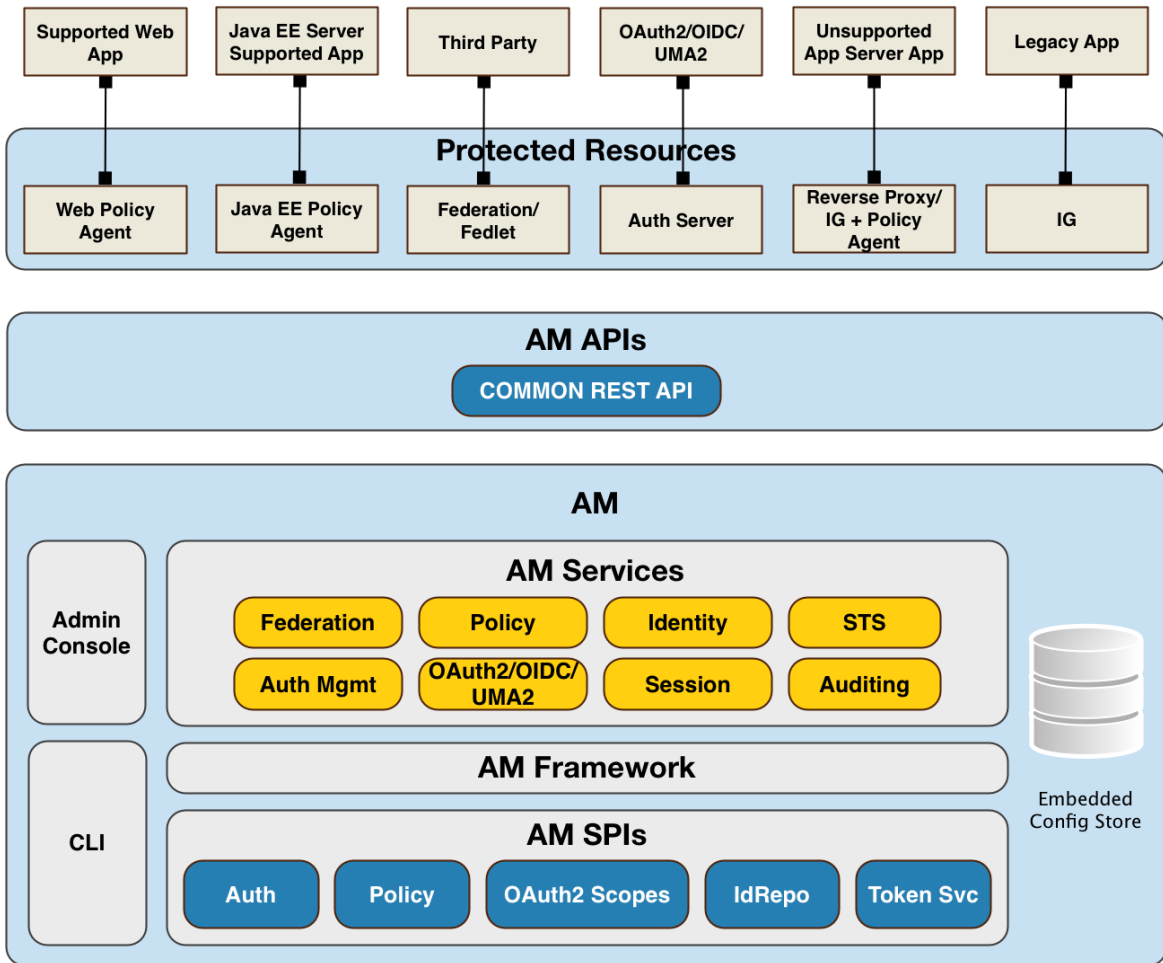 Supported Web
App
Java EE Server
Supported App
Third Party
OAuth2/OIDC/
UMA2
Unsupported
App Server App
Legacy App
Protected Resources
Web Policy
Agent
Java EE Policy
Agent
Federation/
Fedlet
Auth Server
Reverse Proxy/
IG + Policy
Agent
IG
AM APIs
COMMON REST API
AM
Admin
Console
AM Services
Federation
Policy
Identity
STS
Auth Mgmt
OAuth2/OIDC/
UMA2
Session
Auditing
CLI
AM Framework
AM SPIs
Auth
Policy
OAuth2 Scopes
IdRepo
Token Svc
Embedded
Config Store